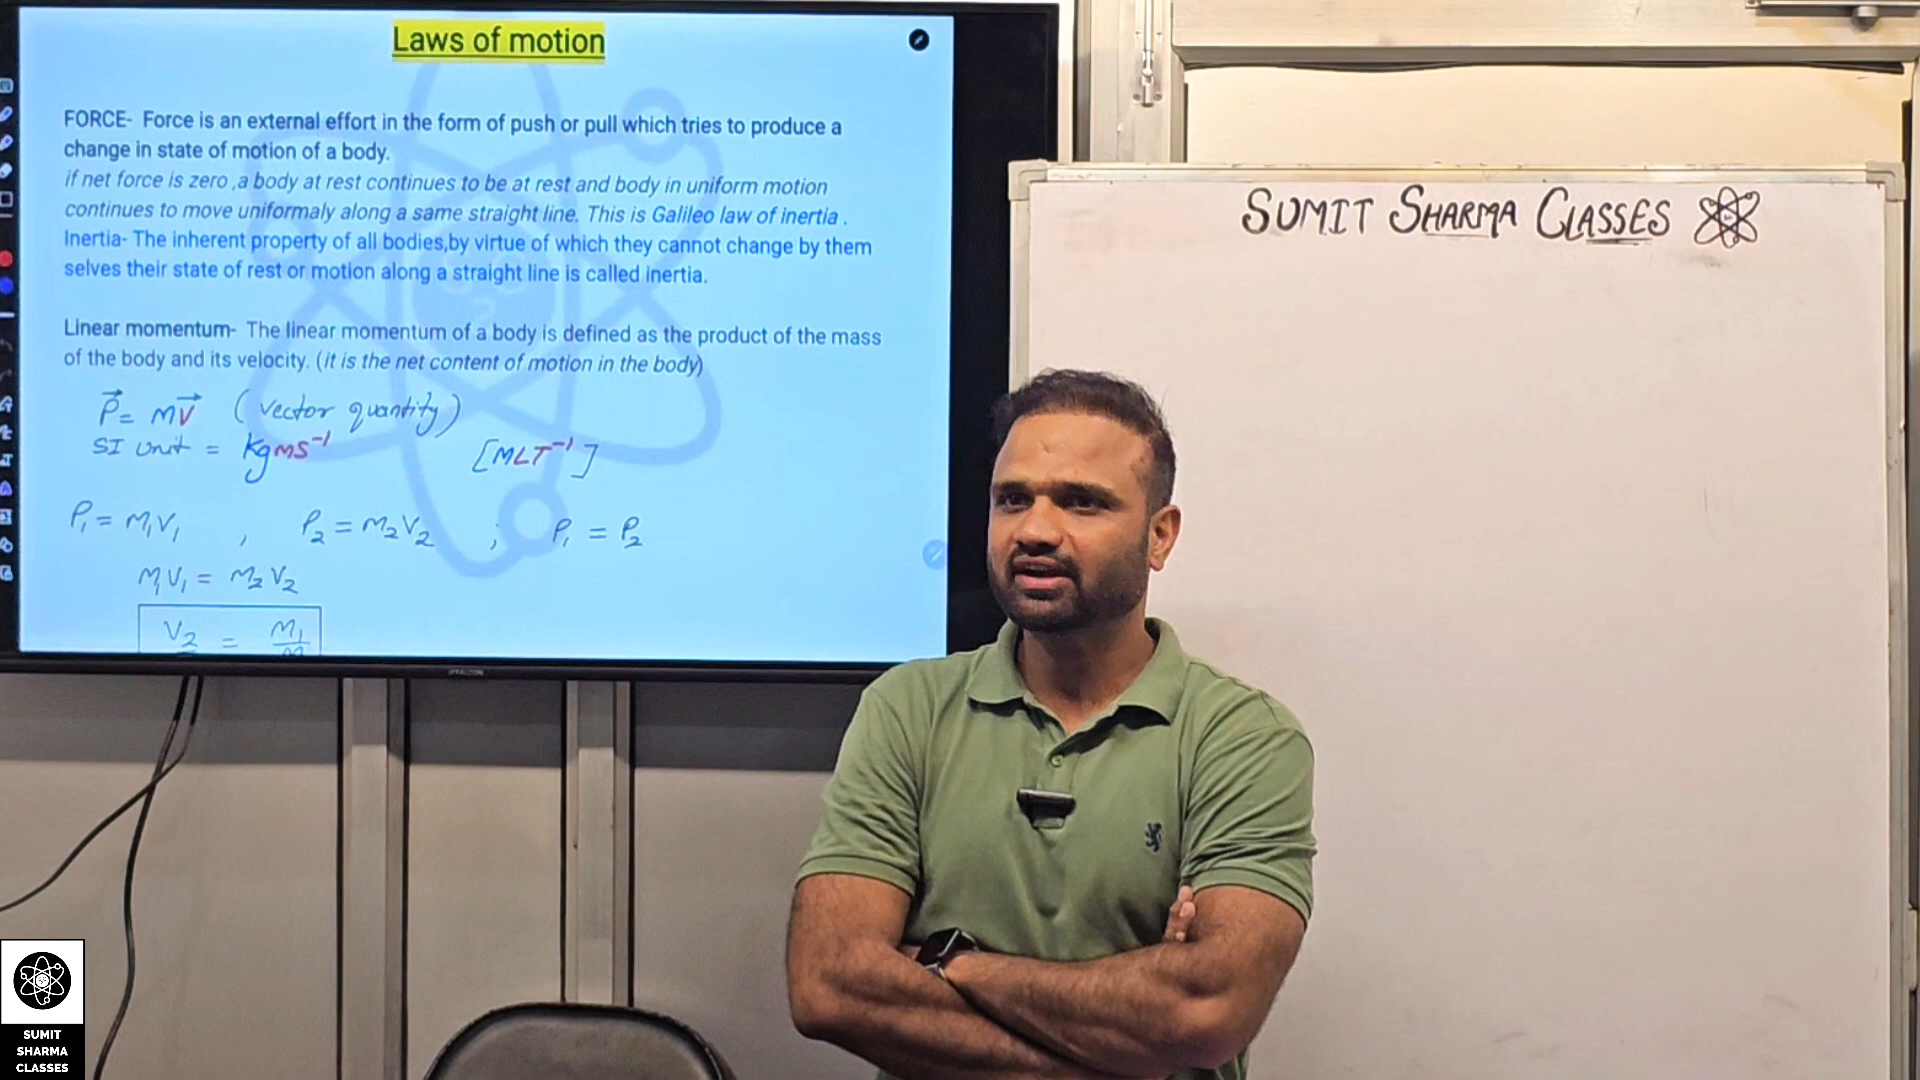 Laws of motion
FORCE- Force is an external effort in the form of push or pull which tries to produce a
change in state of motion of a body.
if net force is zero ,a body at rest continues to be at rest and body in uniform motion
continues to move uniformaly along a same straight line. This is Galileo law of inertia .
Inertia- The inherent property of all bodies,by virtue of which they cannot change by them
selves their state of rest or motion along a straight line is called inertia.
Linear momentum- The linear momentum of a body is defined as the product of the mass
of the body and its velocity. (it is the net content of motion in the body)
P⃗ = MV⃗ (vector quantity)
SI unit = kgms⁻¹ [MLT⁻¹]
P₁ = M₁V₁ , P₂ = M₂V₂ ; P₁ = P₂
M₁V₁ = M₂V₂
V₂ = M₁
SUMIT SHARMA CLASSES
SUMIT
SHARMA
CLASSES